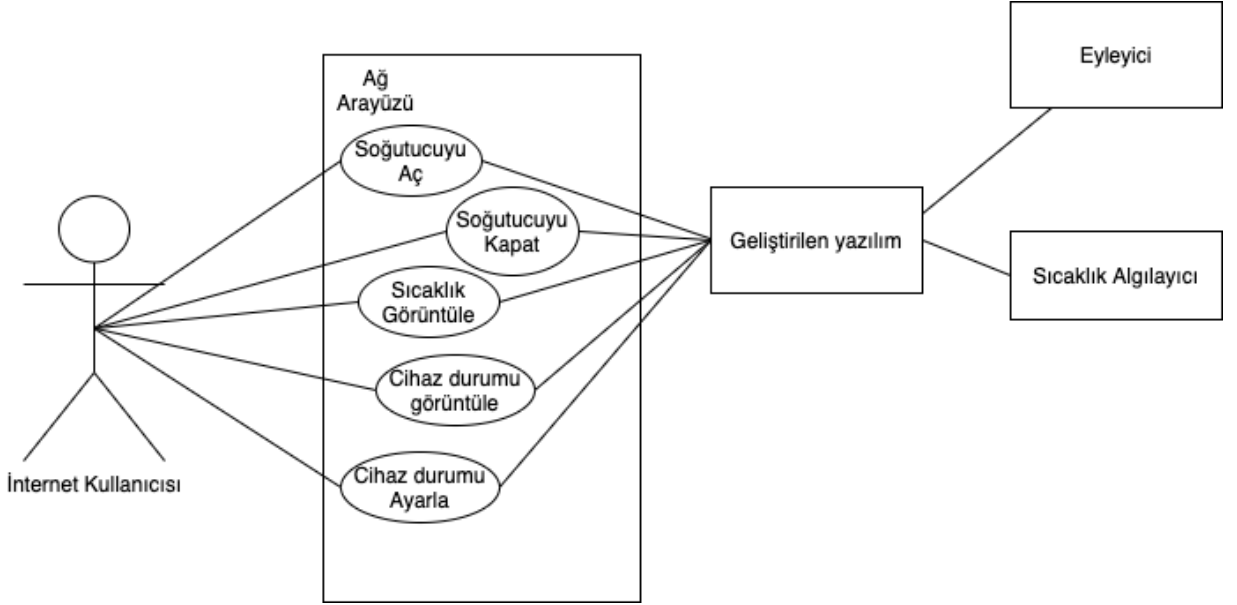 Ağ
Arayüzü
Soğutucuyu
Aç
Soğutucuyu
Kapat
Sıcaklık
Görüntüle
Cihaz durumu
görüntüle
Cihaz durumu
Ayarla
İnternet Kullanıcısı
Geliştirilen yazılım
Eyleyici
Sıcaklık Algılayıcı